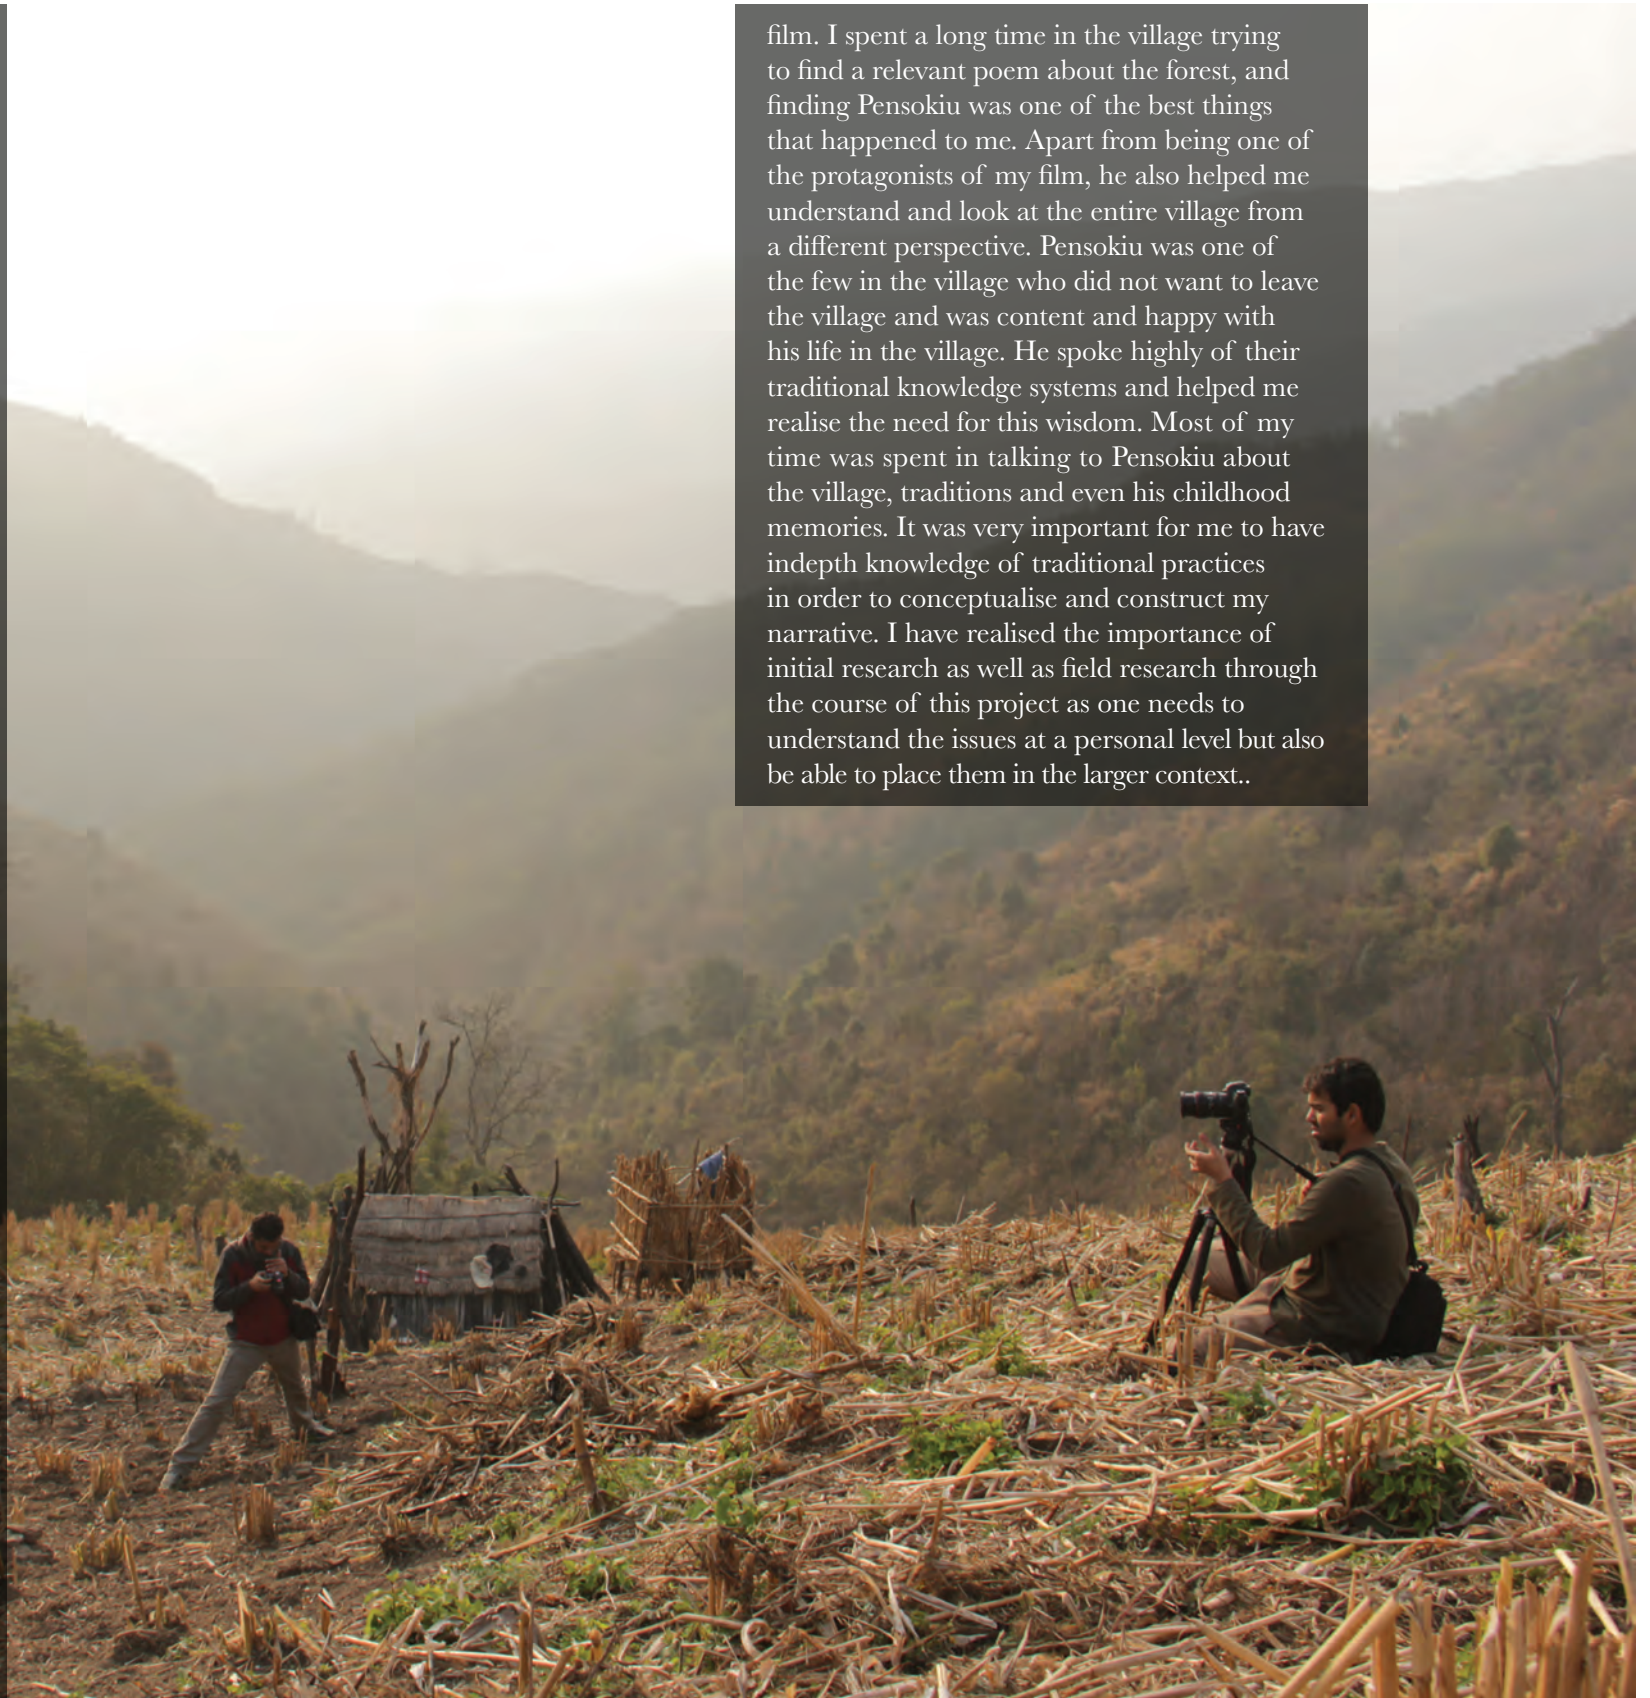 film. I spent a long time in the village trying
to find a relevant poem about the forest, and
finding Pensokiu was one of the best things
that happened to me. Apart from being one of
the protagonists of my film, he also helped me
understand and look at the entire village from
a different perspective. Pensokiu was one of
the few in the village who did not want to leave
the village and was content and happy with
his life in the village. He spoke highly of their
traditional knowledge systems and helped me
realise the need for this wisdom. Most of my
time was spent in talking to Pensokiu about
the village, traditions and even his childhood
memories. It was very important for me to have
indepth knowledge of traditional practices
in order to conceptualise and construct my
narrative. I have realised the importance of
initial research as well as field research through
the course of this project as one needs to
understand the issues at a personal level but also
be able to place them in the larger context..